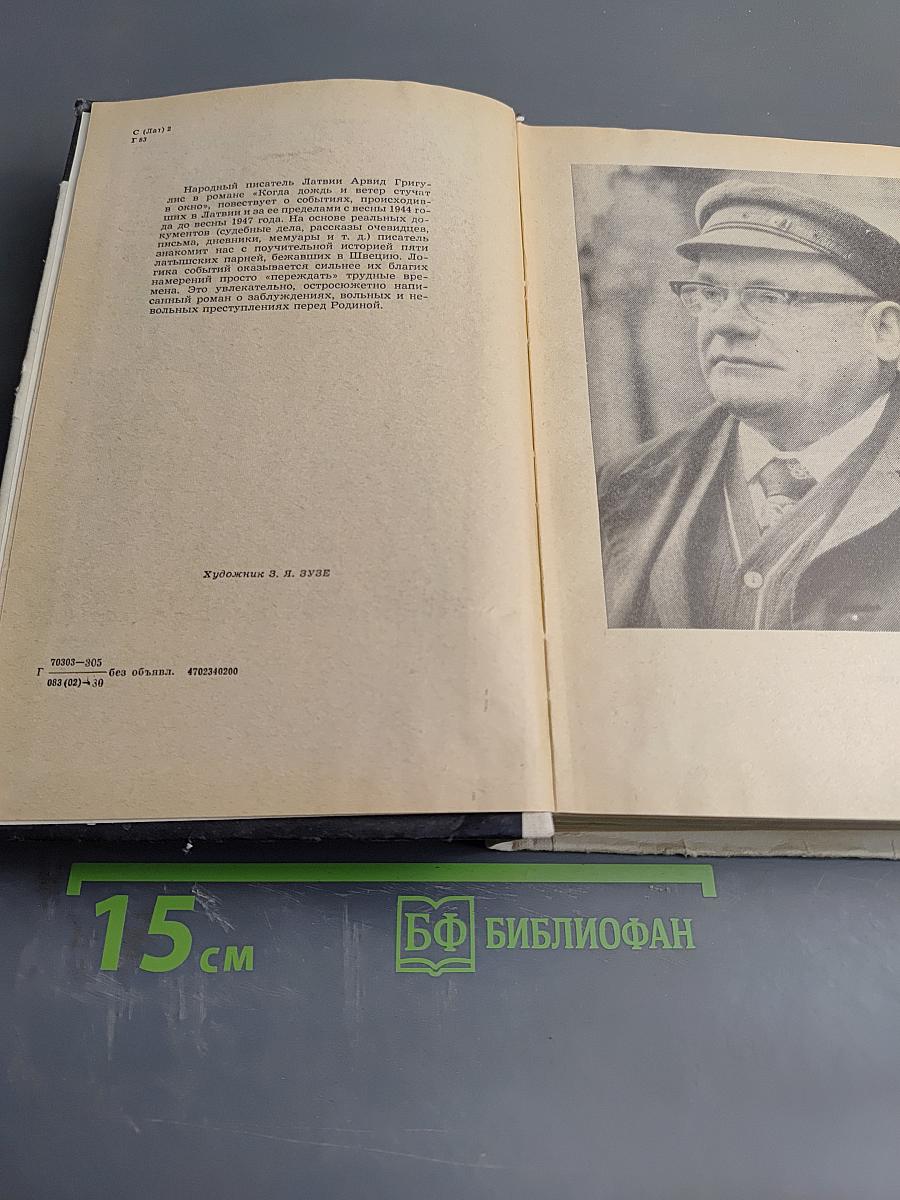 С (Лат) 2
Г 83
Народный писатель Латвии Арвид Григу-
лис в романе «Когда дождь и ветер стучат
в окно», повествует о событиях, происходив-
ших в Латвии и за ее пределами с весны 1944 го-
да до весны 1947 года. На основе реальных до-
кументов (судебные дела, рассказы очевидцев,
письма, дневники, мемуары и т. д.) писатель
знакомит нас с поучительной историей пяти
латышских парней, бежавших в Швецию. Ло-
гика событий оказывается сильнее их благих
намерений просто «переждать» трудные вре-
мена. Это увлекательно, остросюжетно напи-
санный роман о заблуждениях, вольных и не-
вольных преступлениях перед Родиной.
Художник З. Я. ЗУЗЕ
70303—305
Г без объявл. 4702340200
083(02)—80
15 см
БФ БИБЛИОФАН